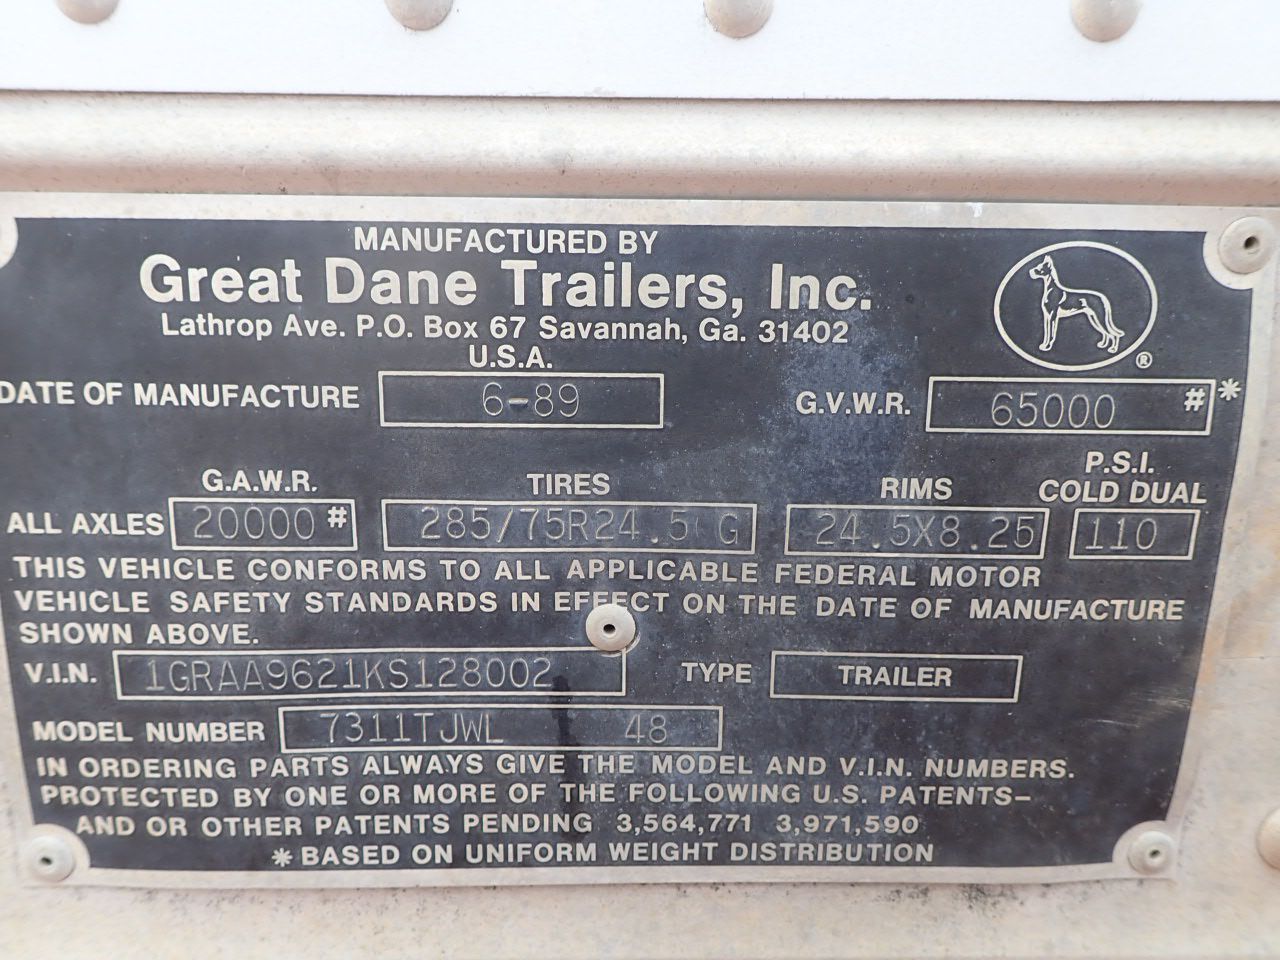 MANUFACTURED BY
Great Dane Trailers, Inc.
Lathrop Ave. P.O. Box 67 Savannah, Ga. 31402
U.S.A.
DATE OF MANUFACTURE 6-89 G.V.W.R. 65000 #*
G.A.W.R. TIRES RIMS P.S.I. COLD DUAL
ALL AXLES 20000# 285/75R24.5 G 24.5X8.25 110
THIS VEHICLE CONFORMS TO ALL APPLICABLE FEDERAL MOTOR
VEHICLE SAFETY STANDARDS IN EFFECT ON THE DATE OF MANUFACTURE
SHOWN ABOVE.
V.I.N. 1GRAA9621KS128002 TYPE TRAILER
MODEL NUMBER 7311TJWL 48
IN ORDERING PARTS ALWAYS GIVE THE MODEL AND V.I.N. NUMBERS.
PROTECTED BY ONE OR MORE OF THE FOLLOWING U.S. PATENTS—
AND OR OTHER PATENTS PENDING 3,564,771 3,971,590
*BASED ON UNIFORM WEIGHT DISTRIBUTION